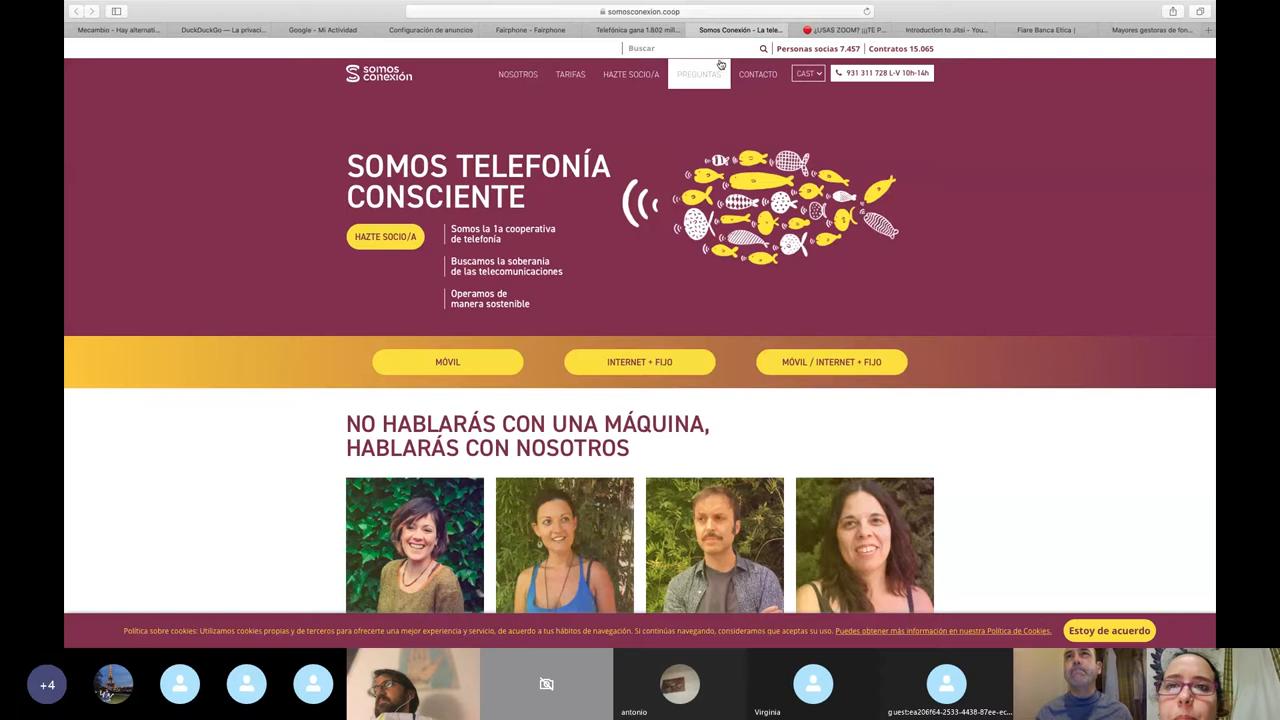 somosconexion.coop
Mecambio - Hay alternati...
DuckDuckGo — La privaci...
Google - Mi Actividad
Configuración de anuncios
Fairphone - Fairphone
Telefónica gana 1.802 mill...
Somos Conexión - La tele...
¿USAS ZOOM? ¡¡¡TE P...
Introduction to Jitsi - You...
Fiare Banca Etica |
Mayores gestoras de fon...
Buscar
Personas socias 7.457
Contratos 15.065
somos conexión
NOSOTROS
TARIFAS
HAZTE SOCIO/A
PREGUNTAS
CONTACTO
CAST
931 311 728 L-V 10h-14h
SOMOS TELEFONÍA
CONSCIENTE
HAZTE SOCIO/A
Somos la 1a cooperativa
de telefonía
Buscamos la soberania
de las telecomunicaciones
Operamos de
manera sostenible
MÓVIL
INTERNET + FIJO
MÓVIL / INTERNET + FIJO
NO HABLARÁS CON UNA MÁQUINA,
HABLARÁS CON NOSOTROS
Política sobre cookies: Utilizamos cookies propias y de terceros para ofrecerte una mejor experiencia y servicio, de acuerdo a tus hábitos de navegación. Si continúas navegando, consideramos que aceptas su uso. Puedes obtener más información en nuestra Política de Cookies.
Estoy de acuerdo
+4
antonio
Virginia
guest:ea206f64-2533-4438-87ee-ec...